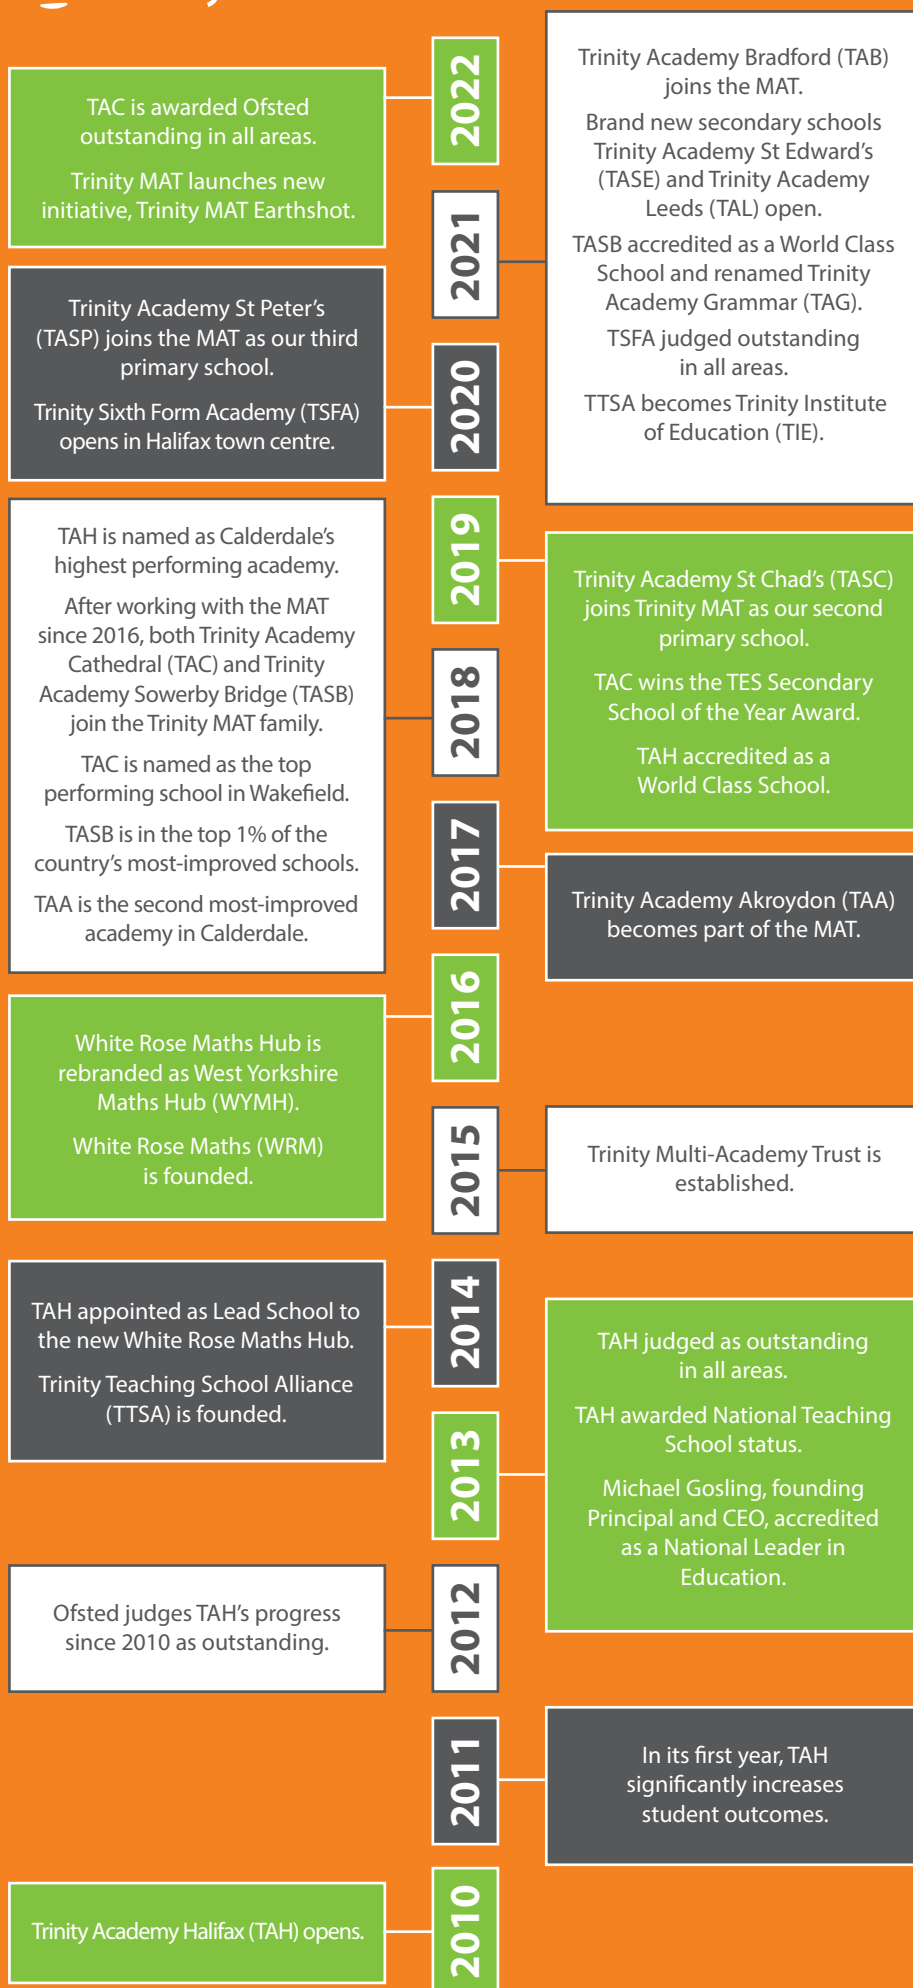 2022
TAC is awarded Ofsted
outstanding in all areas.
Trinity MAT launches new
initiative, Trinity MAT Earthshot.
2021
Trinity Academy Bradford (TAB)
joins the MAT.
Brand new secondary schools
Trinity Academy St Edward’s
(TASE) and Trinity Academy
Leeds (TAL) open.
TASB accredited as a World Class
School and renamed Trinity
Academy Grammar (TAG).
TSFA judged outstanding
in all areas.
TTSA becomes Trinity Institute
of Education (TIE).
2020
Trinity Academy St Peter’s
(TASP) joins the MAT as our third
primary school.
Trinity Sixth Form Academy (TSFA)
opens in Halifax town centre.
2019
Trinity Academy St Chad’s (TASC)
joins Trinity MAT as our second
primary school.
TAC wins the TES Secondary
School of the Year Award.
TAH accredited as a
World Class School.
2018
TAH is named as Calderdale’s
highest performing academy.
After working with the MAT
since 2016, both Trinity Academy
Cathedral (TAC) and Trinity
Academy Sowerby Bridge (TASB)
join the Trinity MAT family.
TAC is named as the top
performing school in Wakefield.
TASB is in the top 1% of the
country’s most-improved schools.
TAA is the second most-improved
academy in Calderdale.
2017
Trinity Academy Akroydon (TAA)
becomes part of the MAT.
2016
White Rose Maths Hub is
rebranded as West Yorkshire
Maths Hub (WYMH).
White Rose Maths (WRM)
is founded.
2015
Trinity Multi-Academy Trust is
established.
2014
TAH appointed as Lead School to
the new White Rose Maths Hub.
Trinity Teaching School Alliance
(TTSA) is founded.
2013
TAH judged as outstanding
in all areas.
TAH awarded National Teaching
School status.
Michael Gosling, founding
Principal and CEO, accredited
as a National Leader in
Education.
2012
Ofsted judges TAH’s progress
since 2010 as outstanding.
2011
In its first year, TAH
significantly increases
student outcomes.
2010
Trinity Academy Halifax (TAH) opens.